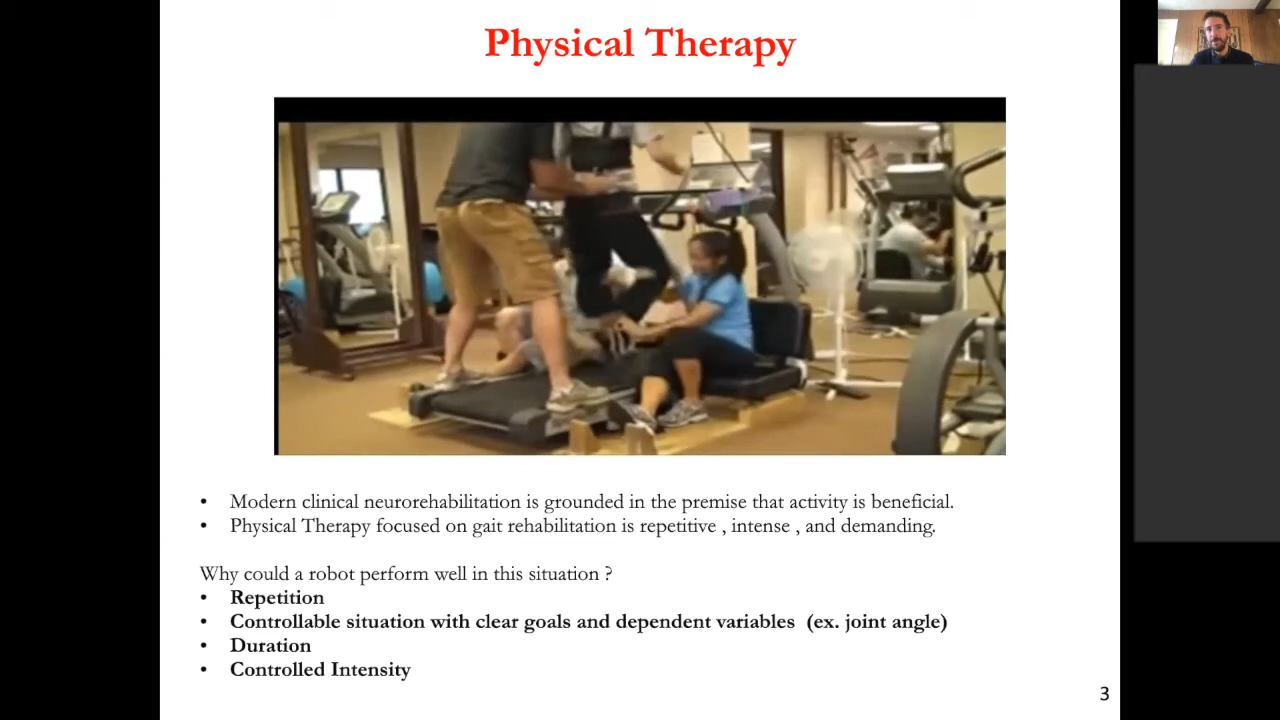 Physical Therapy
• Modern clinical neurorehabilitation is grounded in the premise that activity is beneficial.
• Physical Therapy focused on gait rehabilitation is repetitive , intense , and demanding.
Why could a robot perform well in this situation ?
• Repetition
• Controllable situation with clear goals and dependent variables (ex. joint angle)
• Duration
• Controlled Intensity
3